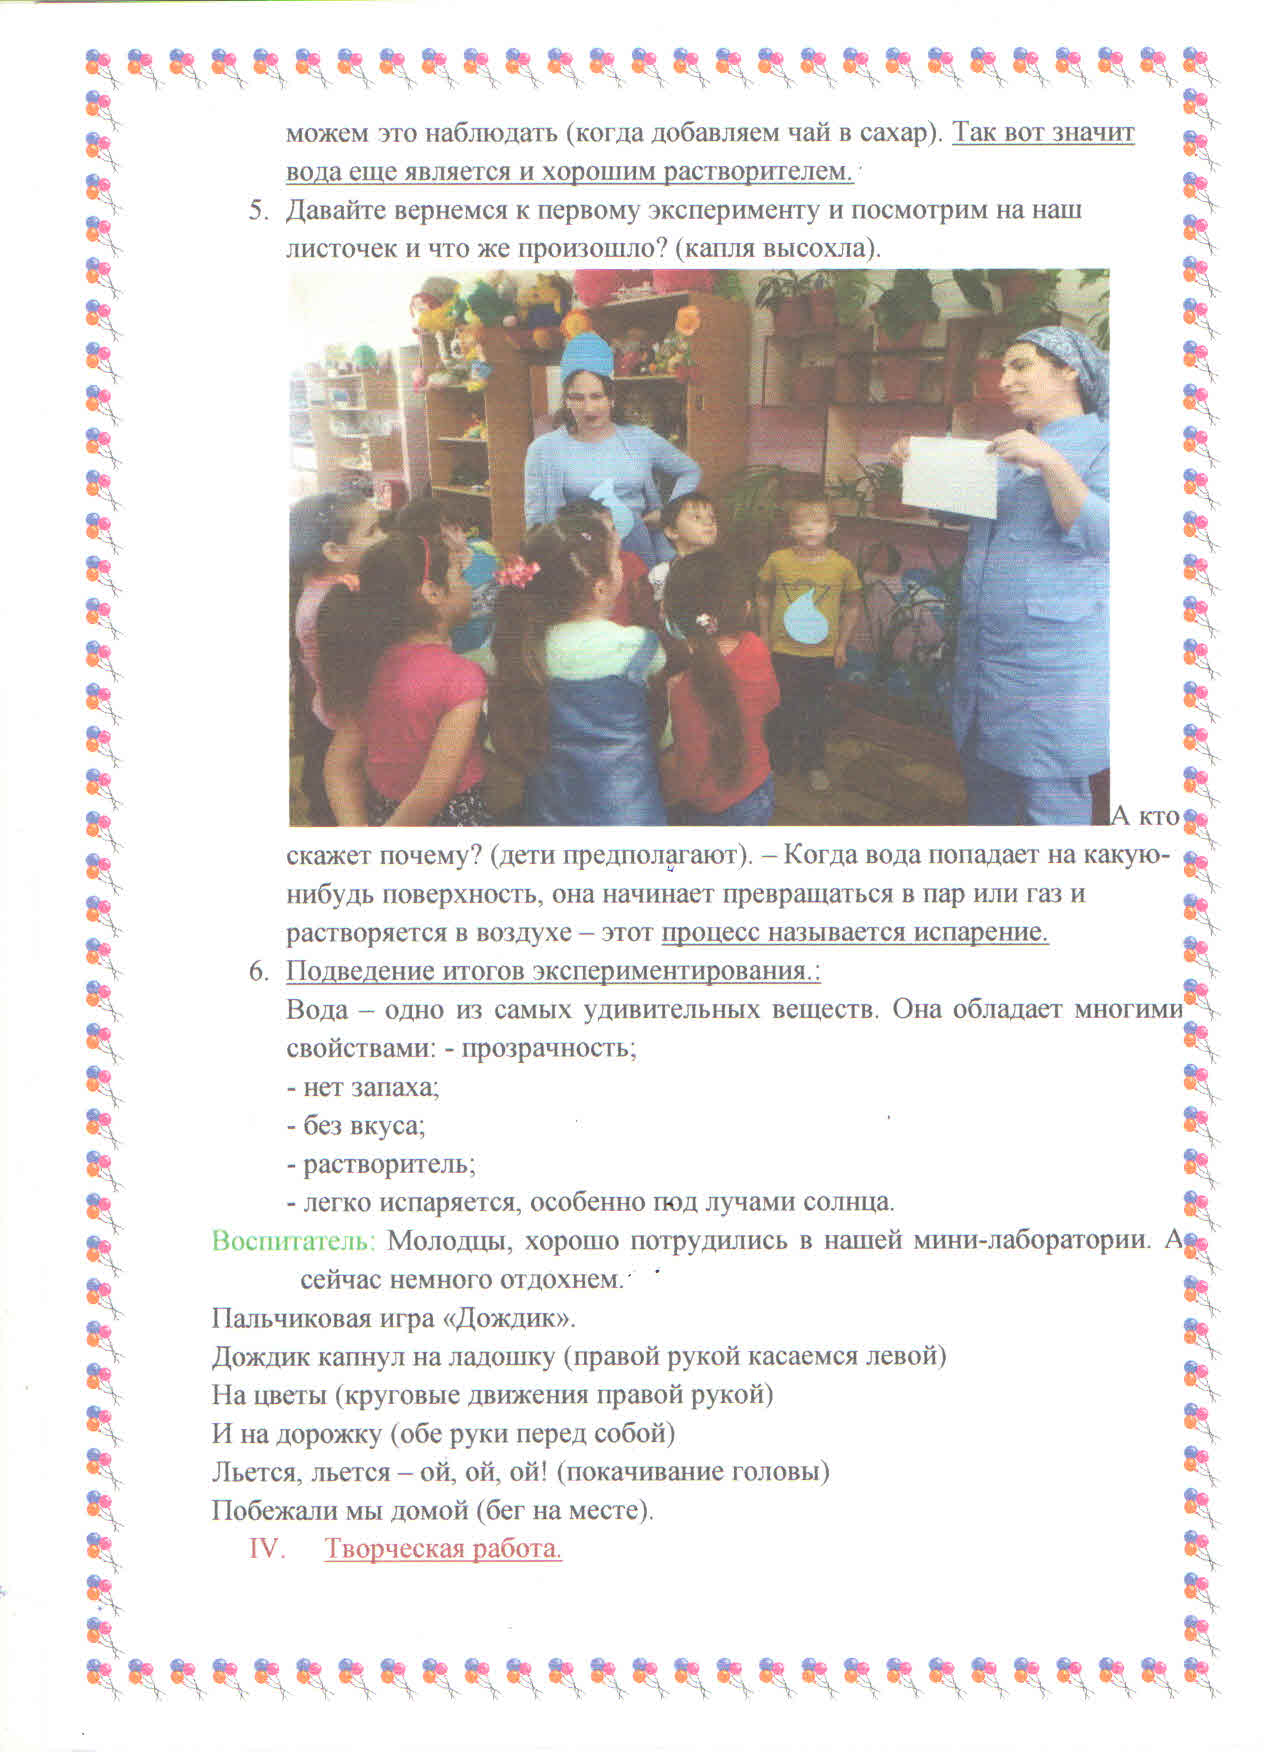 можем это наблюдать (когда добавляем чай в сахар). Так вот значит
вода еще является и хорошим растворителем.
5. Давайте вернемся к первому эксперименту и посмотрим на наш
листочек и что же произошло? (капля высохла).
А кто
скажет почему? (дети предполагают). – Когда вода попадает на какую-
нибудь поверхность, она начинает превращаться в пар или газ и
растворяется в воздухе – этот процесс называется испарение.
6. Подведение итогов экспериментирования.:
Вода – одно из самых удивительных веществ. Она обладает многими
свойствами: - прозрачность;
- нет запаха;
- без вкуса;
- растворитель;
- легко испаряется, особенно под лучами солнца.
Воспитатель: Молодцы, хорошо потрудились в нашей мини-лаборатории. А
сейчас немного отдохнем.
Пальчиковая игра «Дождик».
Дождик капнул на ладошку (правой рукой касаемся левой)
На цветы (круговые движения правой рукой)
И на дорожку (обе руки перед собой)
Льется, льется – ой, ой, ой! (покачивание головы)
Побежали мы домой (бег на месте).
IV. Творческая работа.